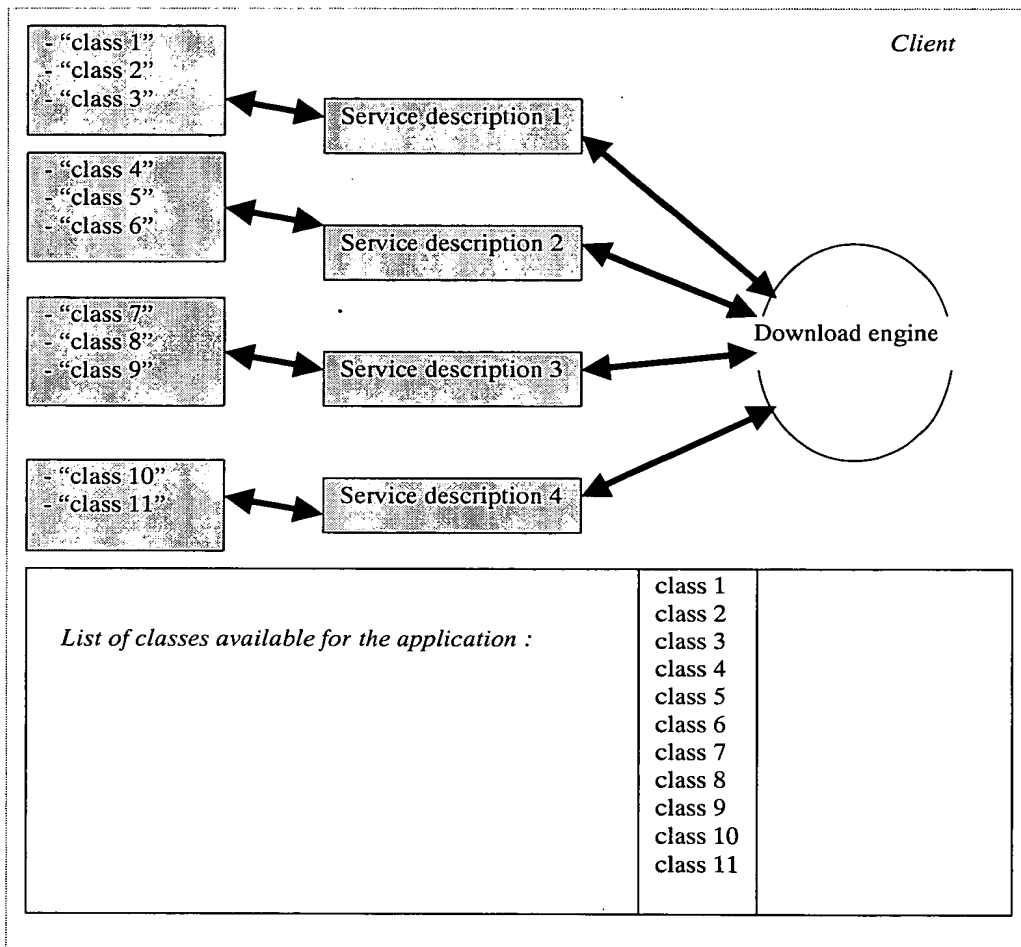 Client
- “class 1”
- “class 2”
- “class 3”
Service description 1
- “class 4”
- “class 5”
- “class 6”
Service description 2
- “class 7”
- “class 8”
- “class 9”
Service description 3
- “class 10”
- “class 11”
Service description 4
Download engine
List of classes available for the application :
class 1
class 2
class 3
class 4
class 5
class 6
class 7
class 8
class 9
class 10
class 11